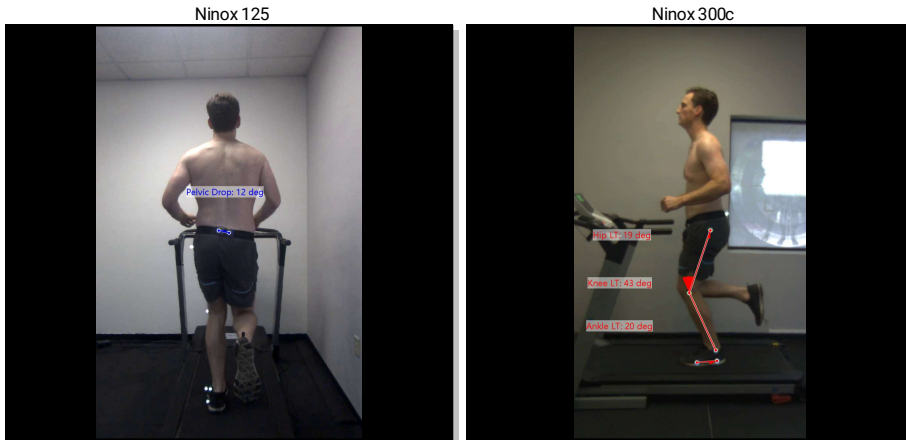 Ninox 125
Ninox 300c
Pelvic Drop: 12 deg
Hip LT: 19 deg
Knee LT: 43 deg
Ankle LT: 20 deg